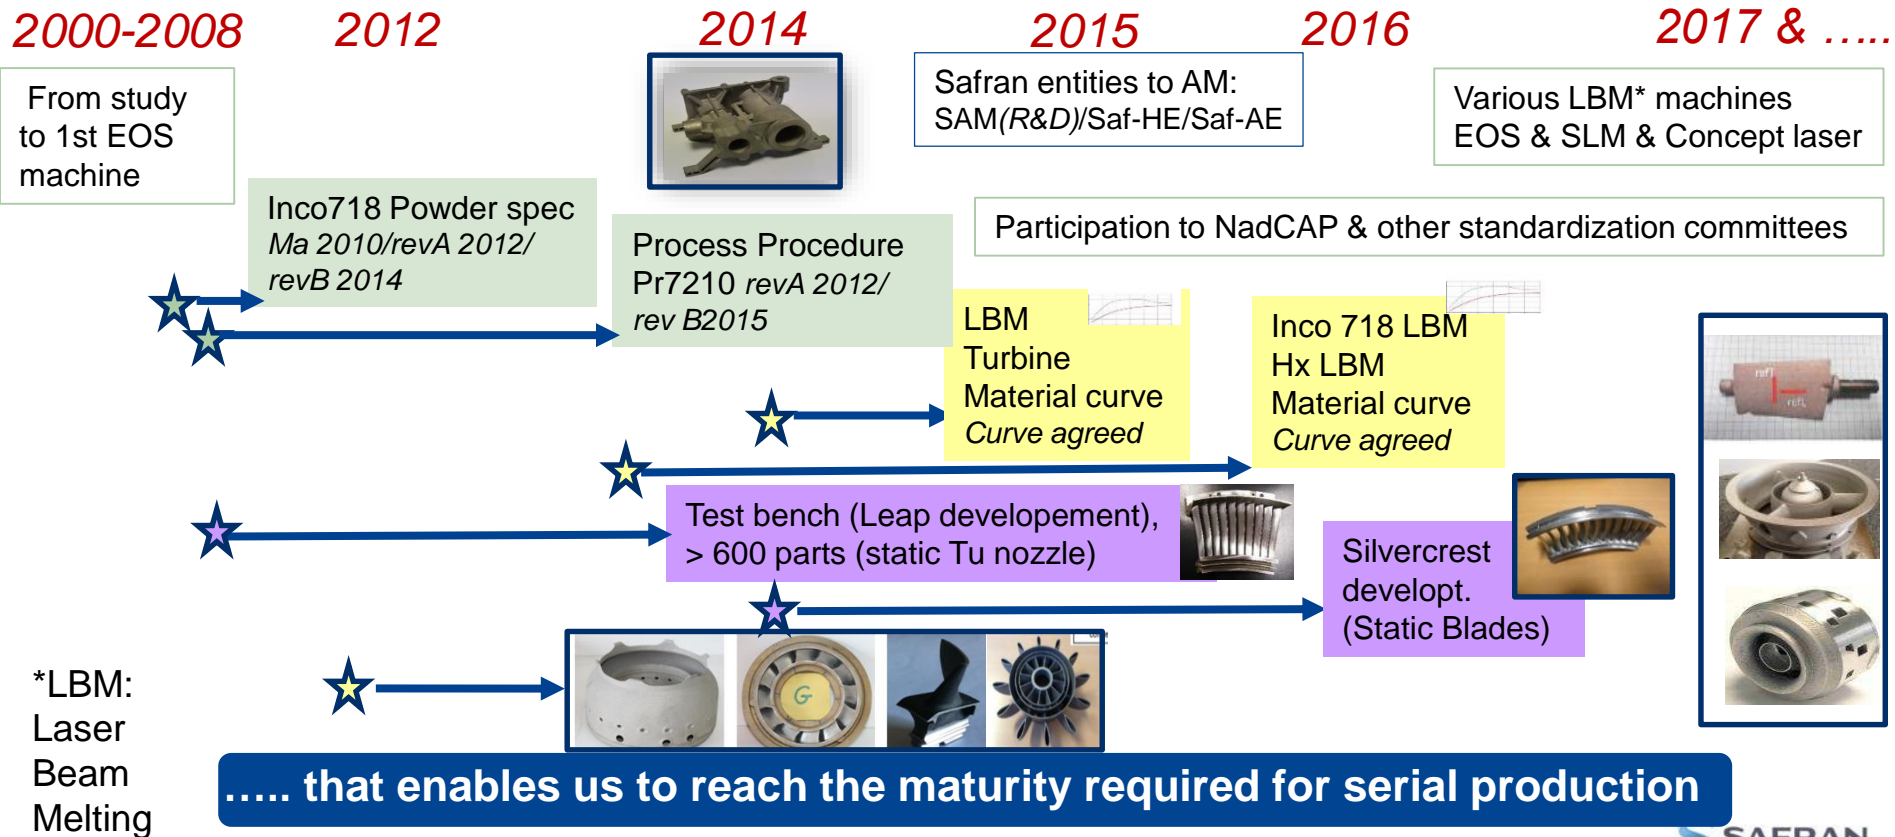 2000-2008 2012 2014 2015 2016 2017 & …..
From study
to 1st EOS
machine
Safran entities to AM:
SAM(R&D)/Saf-HE/Saf-AE
Various LBM* machines
EOS & SLM & Concept laser
Inco718 Powder spec
Ma 2010/revA 2012/
revB 2014
Process Procedure
Pr7210 revA 2012/
rev B2015
Participation to NadCAP & other standardization committees
LBM
Turbine
Material curve
Curve agreed
Inco 718 LBM
Hx LBM
Material curve
Curve agreed
Test bench (Leap developement),
> 600 parts (static Tu nozzle)
Silvercrest
developt.
(Static Blades)
G
*LBM:
Laser
Beam
Melting
….. that enables us to reach the maturity required for serial production
SAFRAN